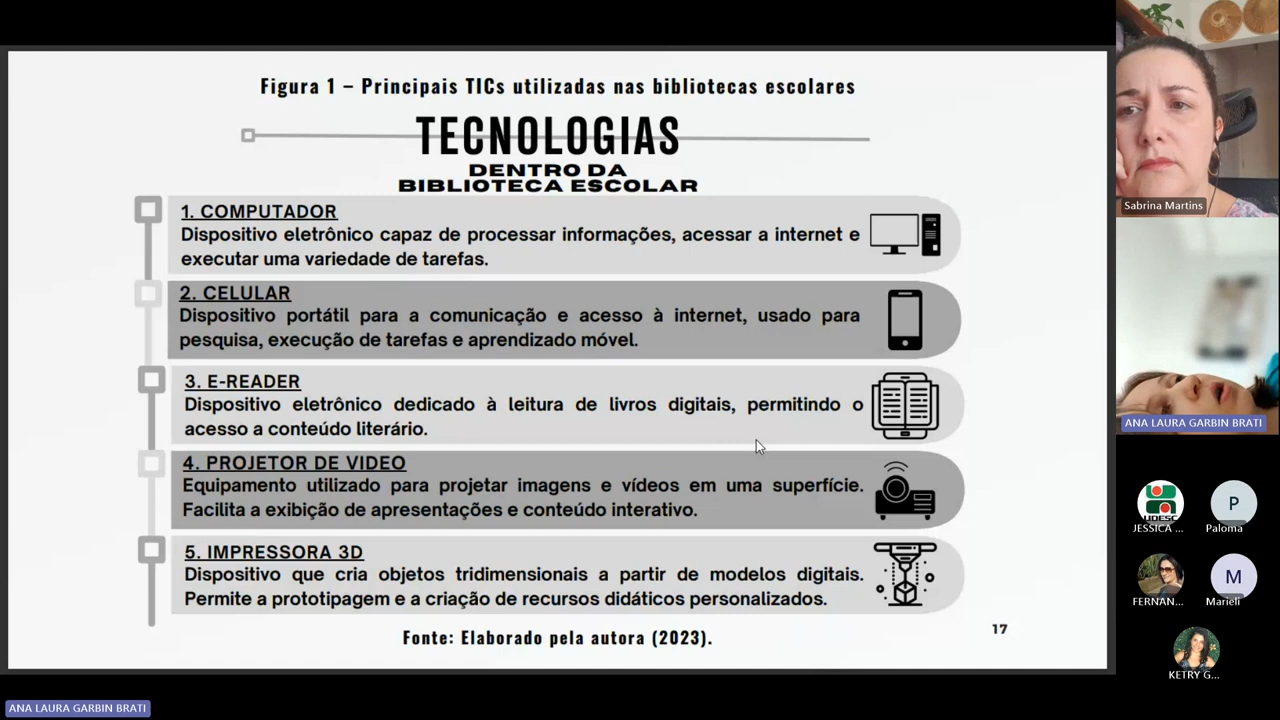 Figura 1 – Principais TICs utilizadas nas bibliotecas escolares
TECNOLOGIAS
DENTRO DA
BIBLIOTECA ESCOLAR
1. COMPUTADOR
Dispositivo eletrônico capaz de processar informações, acessar a internet e
executar uma variedade de tarefas.
2. CELULAR
Dispositivo portátil para a comunicação e acesso à internet, usado para
pesquisa, execução de tarefas e aprendizado móvel.
3. E-READER
Dispositivo eletrônico dedicado à leitura de livros digitais, permitindo o
acesso a conteúdo literário.
4. PROJETOR DE VIDEO
Equipamento utilizado para projetar imagens e vídeos em uma superfície.
Facilita a exibição de apresentações e conteúdo interativo.
5. IMPRESSORA 3D
Dispositivo que cria objetos tridimensionais a partir de modelos digitais.
Permite a prototipagem e a criação de recursos didáticos personalizados.
Fonte: Elaborado pela autora (2023).
17
Sabrina Martins
ANA LAURA GARBIN BRATI
UDESC
JESSICA ...
P
Paloma
FERNAN...
M
Marieli
KETRY G...
ANA LAURA GARBIN BRATI